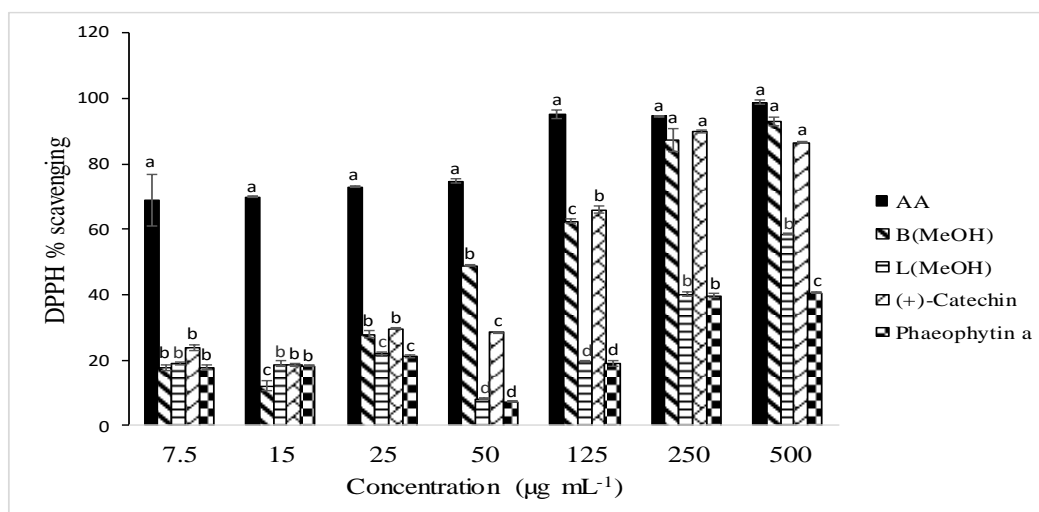 120
100
80
60
40
20
0
DPPH % scavenging
a b b b b
a c b b b
a b c b c
a b d c d
a c d b d
a a b a b
a a b a c
7.5 15 25 50 125 250 500
Concentration (µg mL⁻¹)
AA
B(MeOH)
L(MeOH)
(+)-Catechin
Phaeophytin a